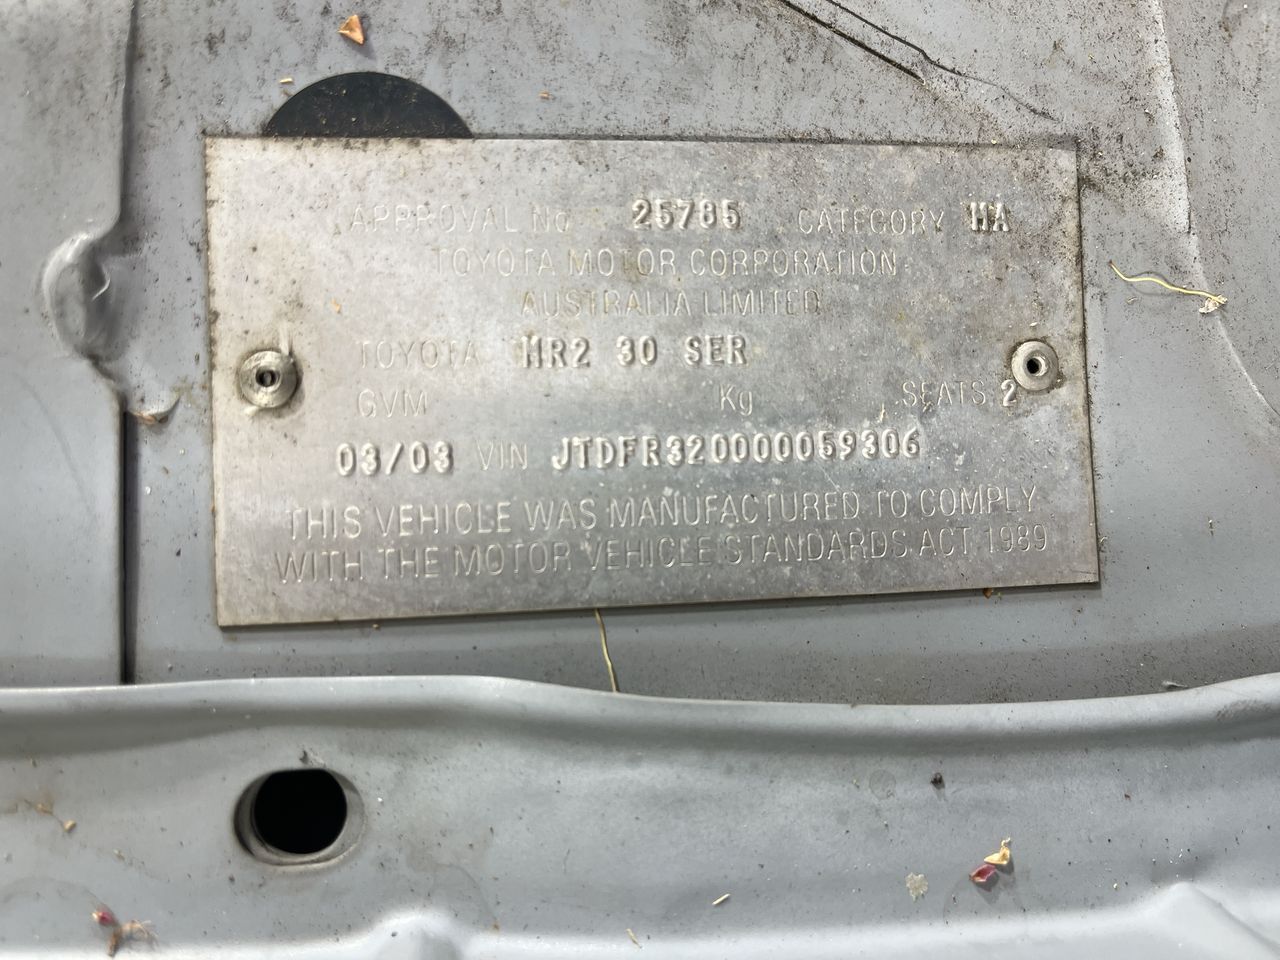 APPROVAL No 25785 CATEGORY MA
TOYOTA MOTOR CORPORATION
AUSTRALIA LIMITED
TOYOTA MR2 30 SER
GVM Kg SEATS 2
03/03 VIN JTDFR320000059306
THIS VEHICLE WAS MANUFACTURED TO COMPLY
WITH THE MOTOR VEHICLE STANDARDS ACT 1989